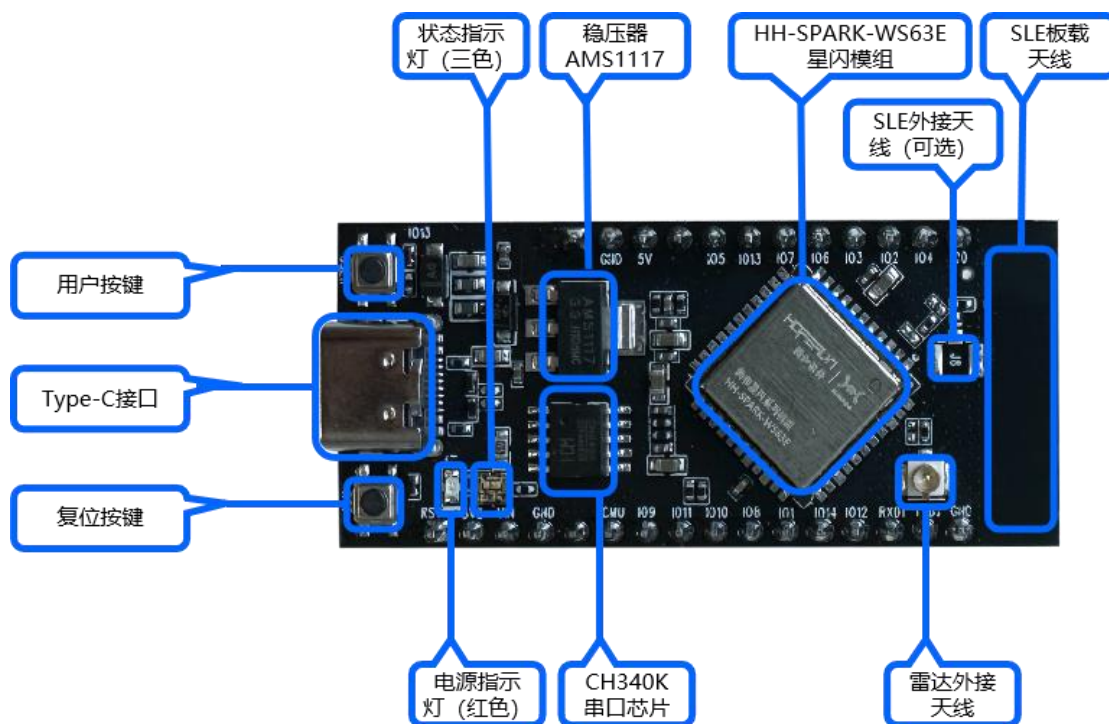 状态指示
灯（三色）
稳压器
AMS1117
HH-SPARK-WS63E
星闪模组
SLE板载
天线
SLE外接天
线（可选）
用户按键
Type-C接口
复位按键
IO13
GND 5V IO5 IO13 IO7 IO6 IO3 IO2 IO4
AMS1117
HH-SPARK-WS63E
GND IO9 IO11 IO10 IO8 IO1 IO14 IO12
电源指示
灯（红色）
CH340K
串口芯片
雷达外接
天线